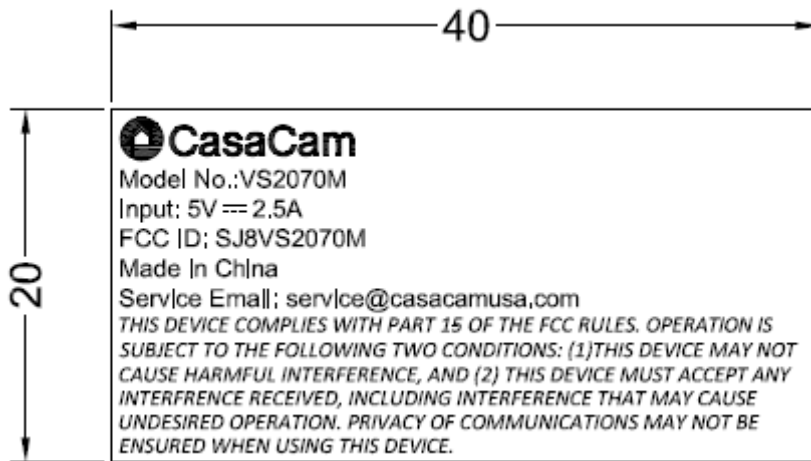 40
20
CasaCam
Model No.:VS2070M
Input: 5V ⎓ 2.5A
FCC ID: SJ8VS2070M
Made in China
Service Email: service@casacamusa.com
THIS DEVICE COMPLIES WITH PART 15 OF THE FCC RULES. OPERATION IS
SUBJECT TO THE FOLLOWING TWO CONDITIONS: (1)THIS DEVICE MAY NOT
CAUSE HARMFUL INTERFERENCE, AND (2) THIS DEVICE MUST ACCEPT ANY
INTERFRENCE RECEIVED, INCLUDING INTERFERENCE THAT MAY CAUSE
UNDESIRED OPERATION. PRIVACY OF COMMUNICATIONS MAY NOT BE
ENSURED WHEN USING THIS DEVICE.